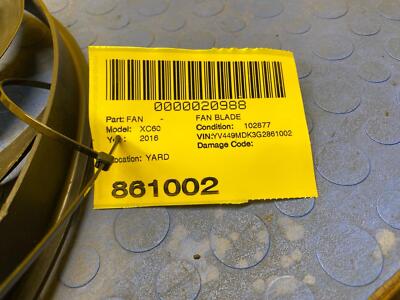 0000020988
Part: FAN - FAN BLADE
Model: XC60 Condition: 102877
2016 VIN:YV449MDK3G2861002
Damage Code:
Location: YARD
861002